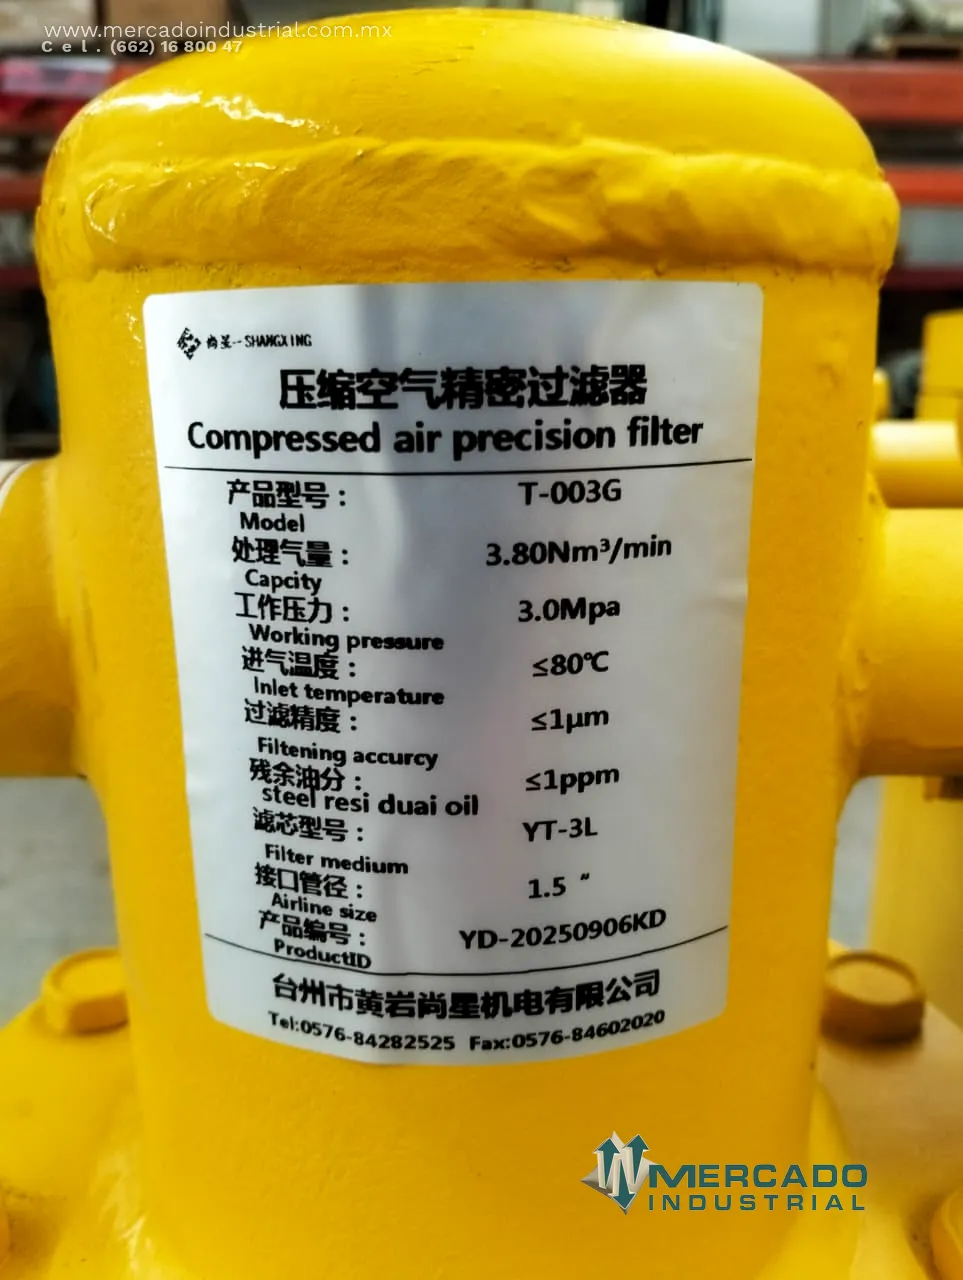 www.mercadoindustrial.com.mx
Cel. (662) 16 800 47
尚星--SHANGXING
压缩空气精密过滤器
Compressed air precision filter
产品型号： T-003G
Model
处理气量： 3.80Nm³/min
Capcity
工作压力： 3.0Mpa
Working pressure
进气温度： ≤80℃
Inlet temperature
过滤精度： ≤1μm
Filtening accurcy
残余油分： ≤1ppm
steel resi duai oil
滤芯型号： YT-3L
Filter medium
接口管径： 1.5 "
Airline size
产品编号： YD-20250906KD
ProductID
台州市黄岩尚星机电有限公司
Tel:0576-84282525 Fax:0576-84602020
MERCADO
INDUSTRIAL